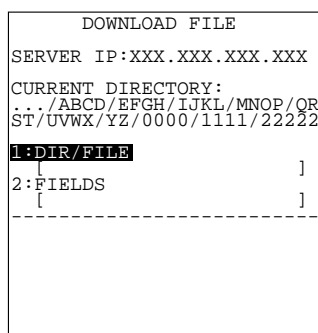 DOWNLOAD FILE
SERVER IP:XXX.XXX.XXX.XXX
CURRENT DIRECTORY:
.../ABCD/EFGH/IJKL/MNOP/QR
ST/UVWX/YZ/0000/1111/22222
1:DIR/FILE
[ ]
2:FIELDS
[ ]
--------------------------